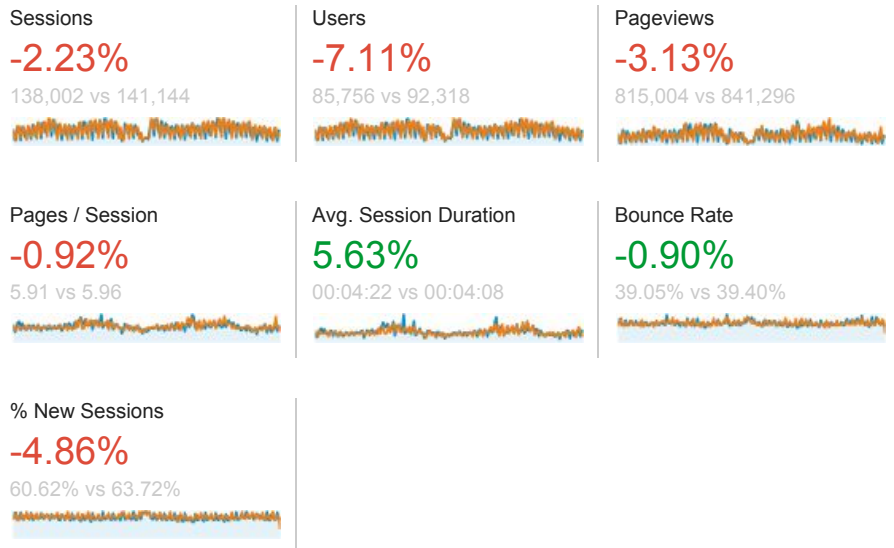 Sessions
-2.23%
138,002 vs 141,144
Users
-7.11%
85,756 vs 92,318
Pageviews
-3.13%
815,004 vs 841,296
Pages / Session
-0.92%
5.91 vs 5.96
Avg. Session Duration
5.63%
00:04:22 vs 00:04:08
Bounce Rate
-0.90%
39.05% vs 39.40%
% New Sessions
-4.86%
60.62% vs 63.72%